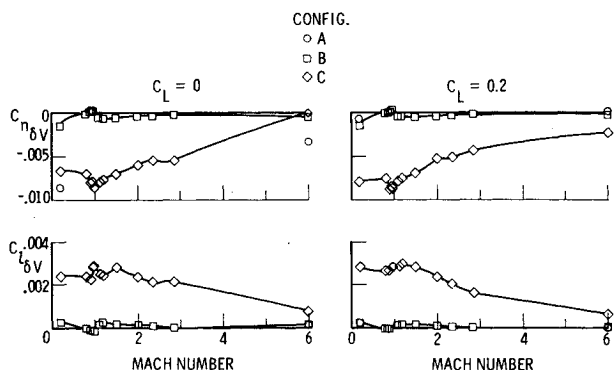 CONFIG.
○ A
□ B
◇ C
C_L = 0
C_L = 0.2
C_nδV
0
-.005
-.010
C_lδV
.004
.002
0
2
4
6
0
2
4
6
MACH NUMBER
MACH NUMBER